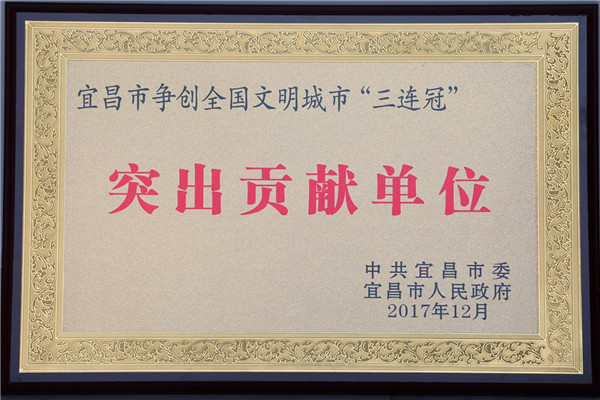 宜昌市争创全国文明城市“三连冠”
突出贡献单位
中共宜昌市委
宜昌市人民政府
2017年12月